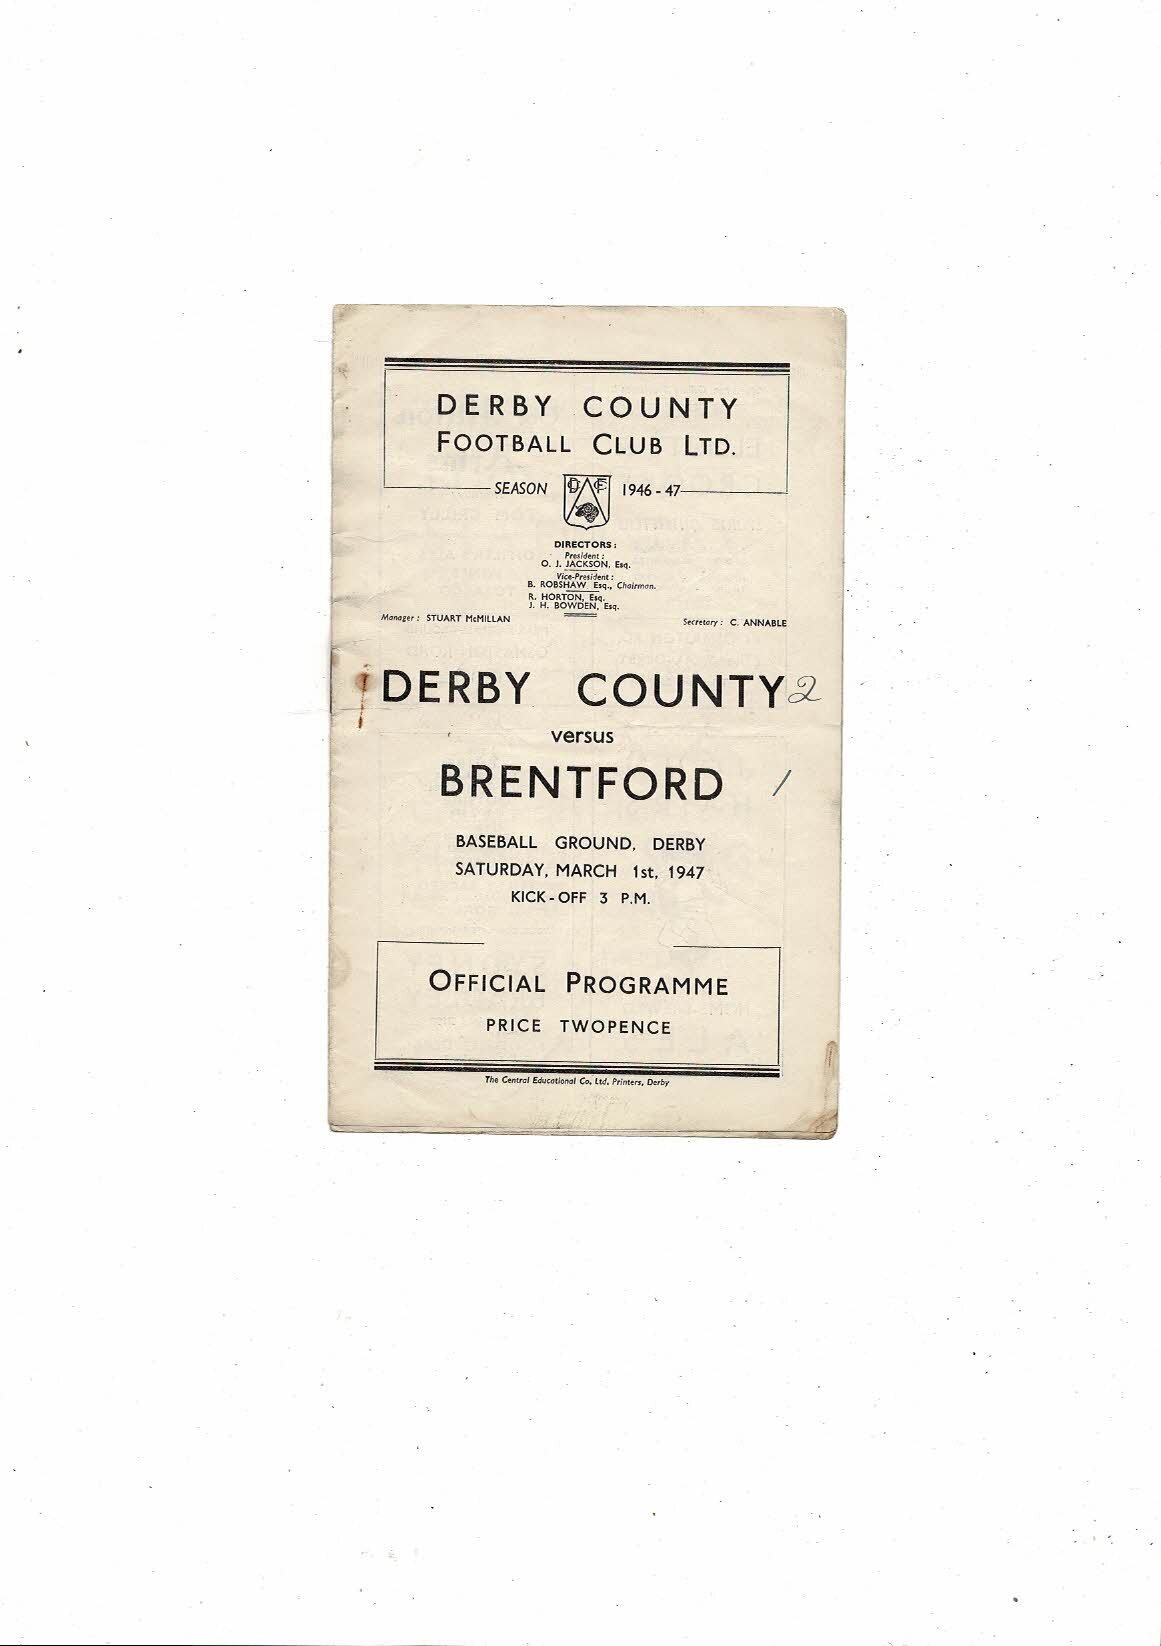 DERBY COUNTY
FOOTBALL CLUB LTD.
SEASON DCFC 1946 - 47
DIRECTORS:
President:
O. J. JACKSON, Esq.
Vice-President:
B. ROBSHAW Esq., Chairman.
R. HORTON, Esq.
J. H. BOWDEN, Esq.
Manager: STUART McMILLAN Secretary: C. ANNABLE
DERBY COUNTY 2
versus
BRENTFORD 1
BASEBALL GROUND, DERBY
SATURDAY, MARCH 1st, 1947
KICK-OFF 3 P.M.
OFFICIAL PROGRAMME
PRICE TWOPENCE
The Central Educational Co. Ltd. Printers, Derby